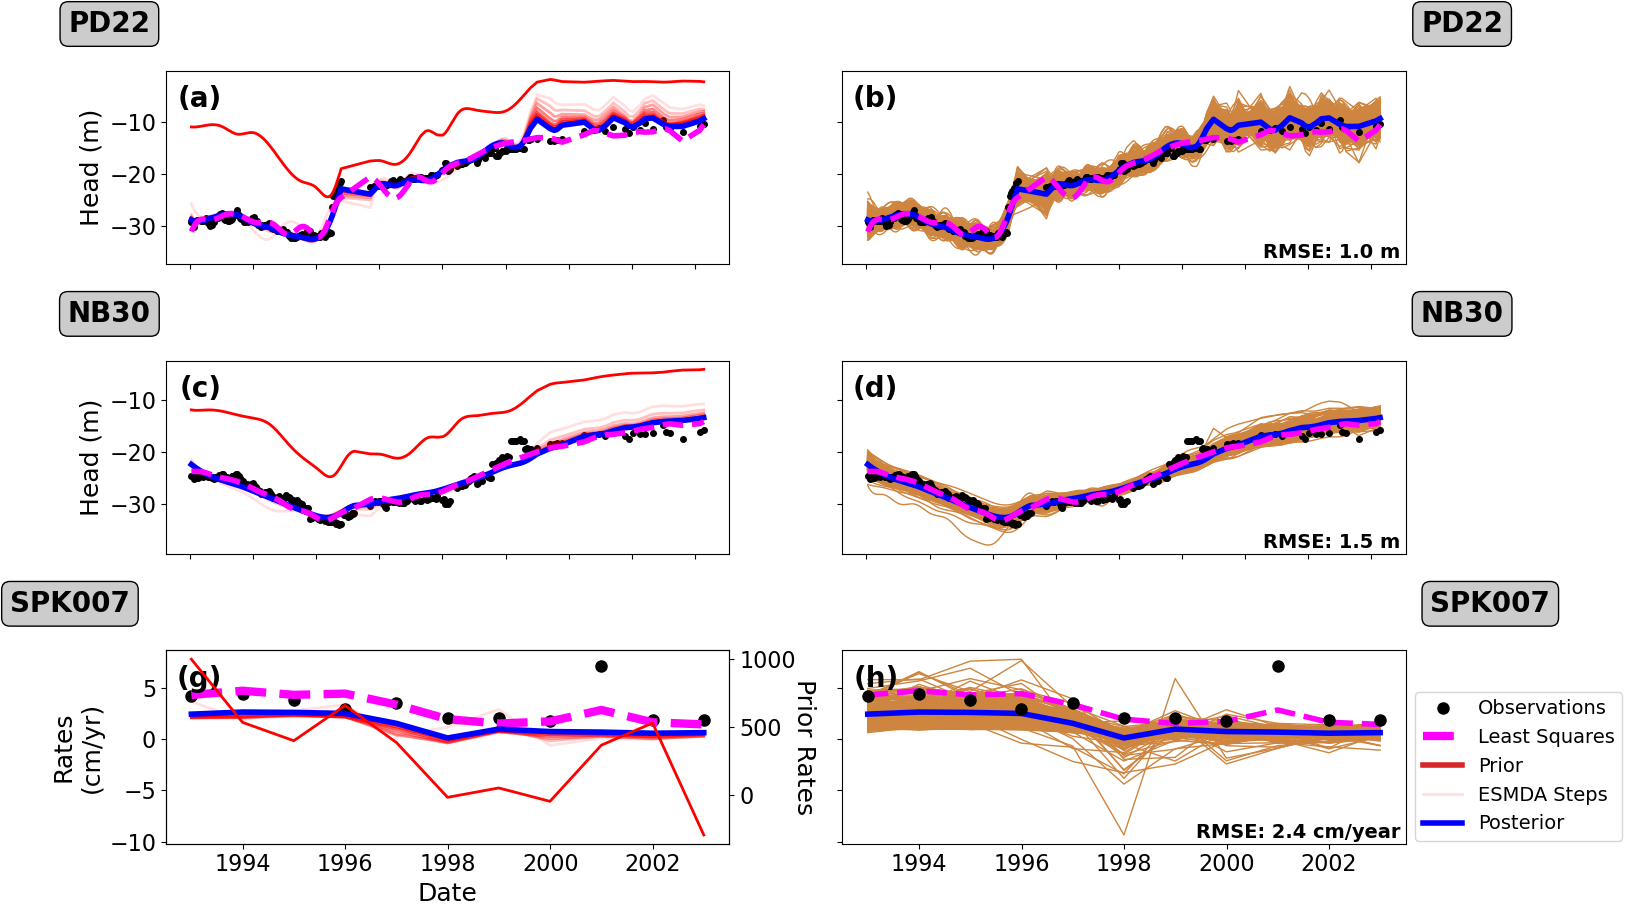 PD22
PD22
(a)
(b)
Head (m)
−10
−20
−30
RMSE: 1.0 m
NB30
NB30
(c)
(d)
Head (m)
−10
−20
−30
RMSE: 1.5 m
SPK007
SPK007
(g)
(h)
Rates
(cm/yr)
5
0
−5
−10
1000
500
0
Prior Rates
RMSE: 2.4 cm/year
Observations
Least Squares
Prior
ESMDA Steps
Posterior
1994
1996
1998
2000
2002
1994
1996
1998
2000
2002
Date